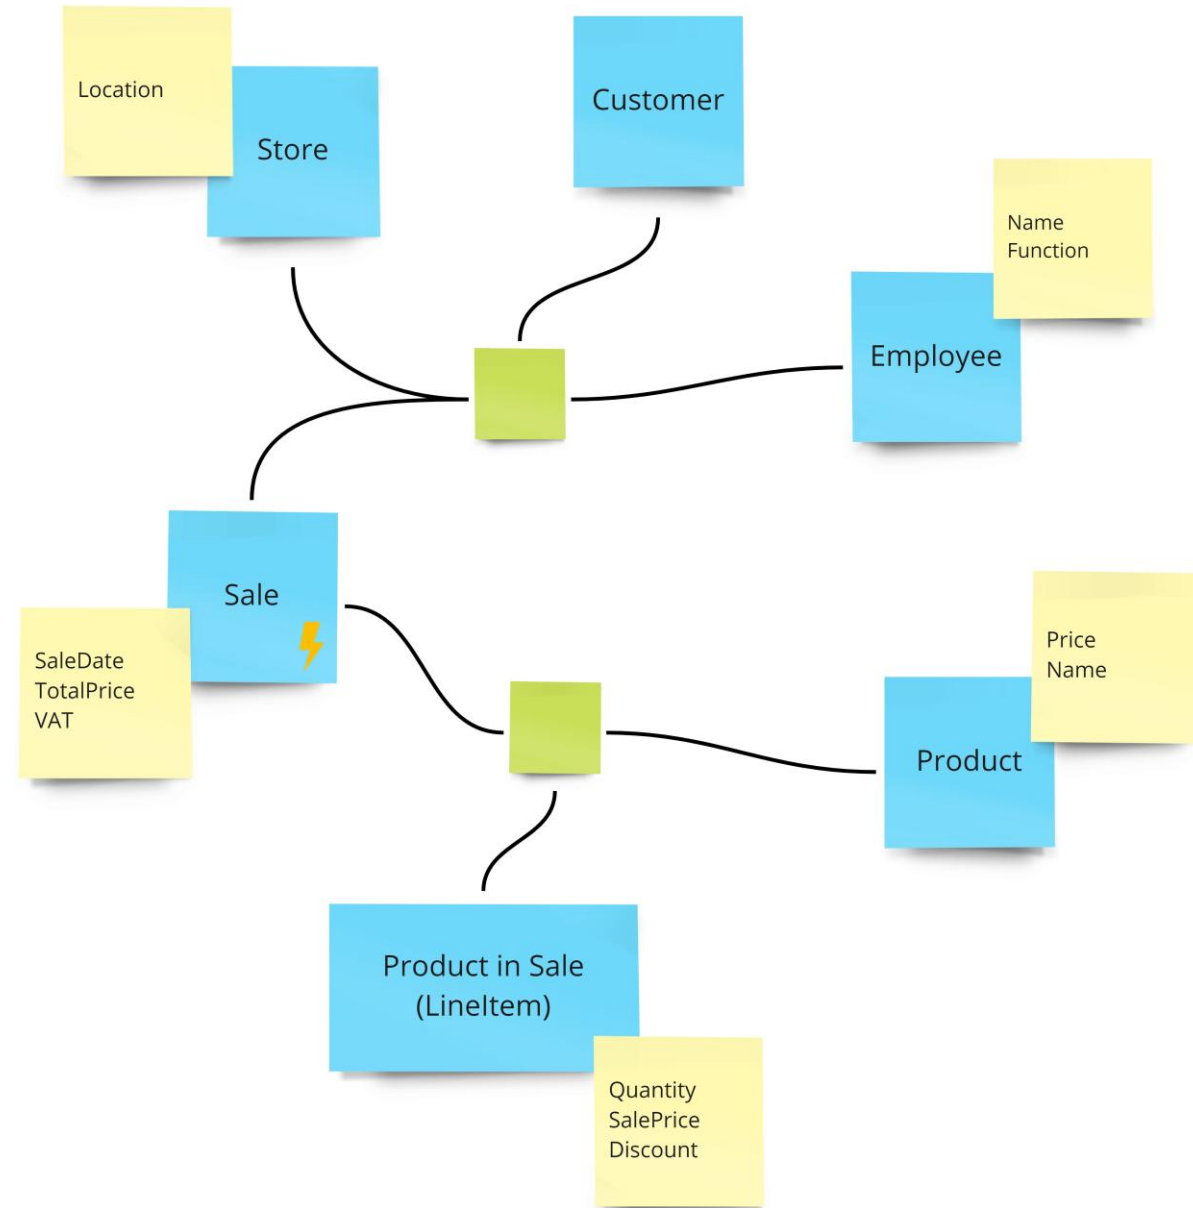 Location
Store
Customer
Name
Function
Employee
Sale
SaleDate
TotalPrice
VAT
Price
Name
Product
Product in Sale
(LineItem)
Quantity
SalePrice
Discount